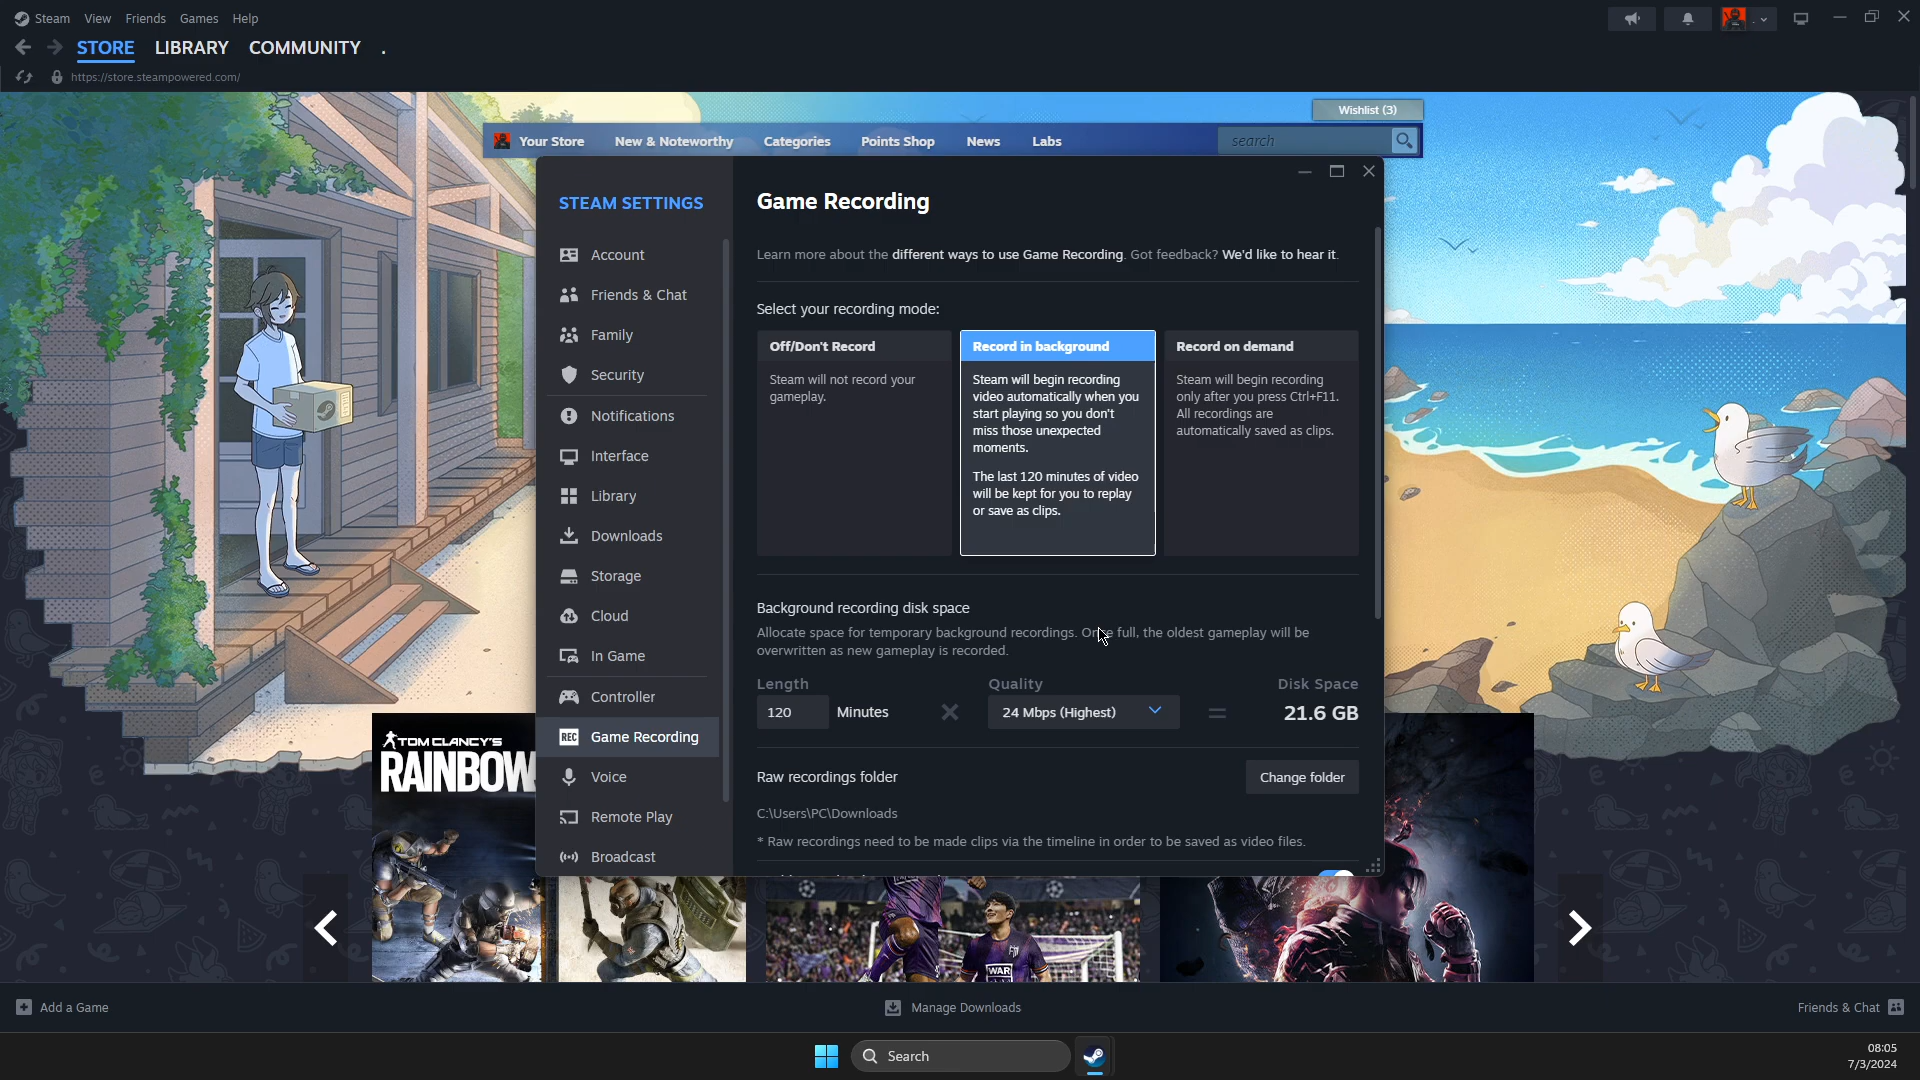 Steam View Friends Games Help
STORE LIBRARY COMMUNITY .
https://store.steampowered.com/
Wishlist (3)
Your Store New & Noteworthy Categories Points Shop News Labs search
STEAM SETTINGS
Account
Friends & Chat
Family
Security
Notifications
Interface
Library
Downloads
Storage
Cloud
In Game
Controller
REC Game Recording
Voice
Remote Play
Broadcast
Game Recording
Learn more about the different ways to use Game Recording. Got feedback? We'd like to hear it.
Select your recording mode:
Off/Don't Record
Steam will not record your
gameplay.
Record in background
Steam will begin recording
video automatically when you
start playing so you don't
miss those unexpected
moments.
The last 120 minutes of video
will be kept for you to replay
or save as clips.
Record on demand
Steam will begin recording
only after you press Ctrl+F11.
All recordings are
automatically saved as clips.
Background recording disk space
Allocate space for temporary background recordings. Once full, the oldest gameplay will be
overwritten as new gameplay is recorded.
Length Quality Disk Space
120 Minutes 24 Mbps (Highest) = 21.6 GB
Raw recordings folder Change folder
C:\Users\PC\Downloads
* Raw recordings need to be made clips via the timeline in order to be saved as video files.
TOM CLANCY'S
RAINBOW
WAR
Add a Game Manage Downloads Friends & Chat
Search
08:05
7/3/2024